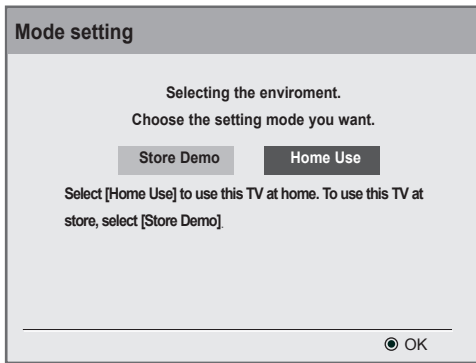 Mode setting
Selecting the enviroment.
Choose the setting mode you want.
Store Demo Home Use
Select [Home Use] to use this TV at home. To use this TV at
store, select [Store Demo].
OK